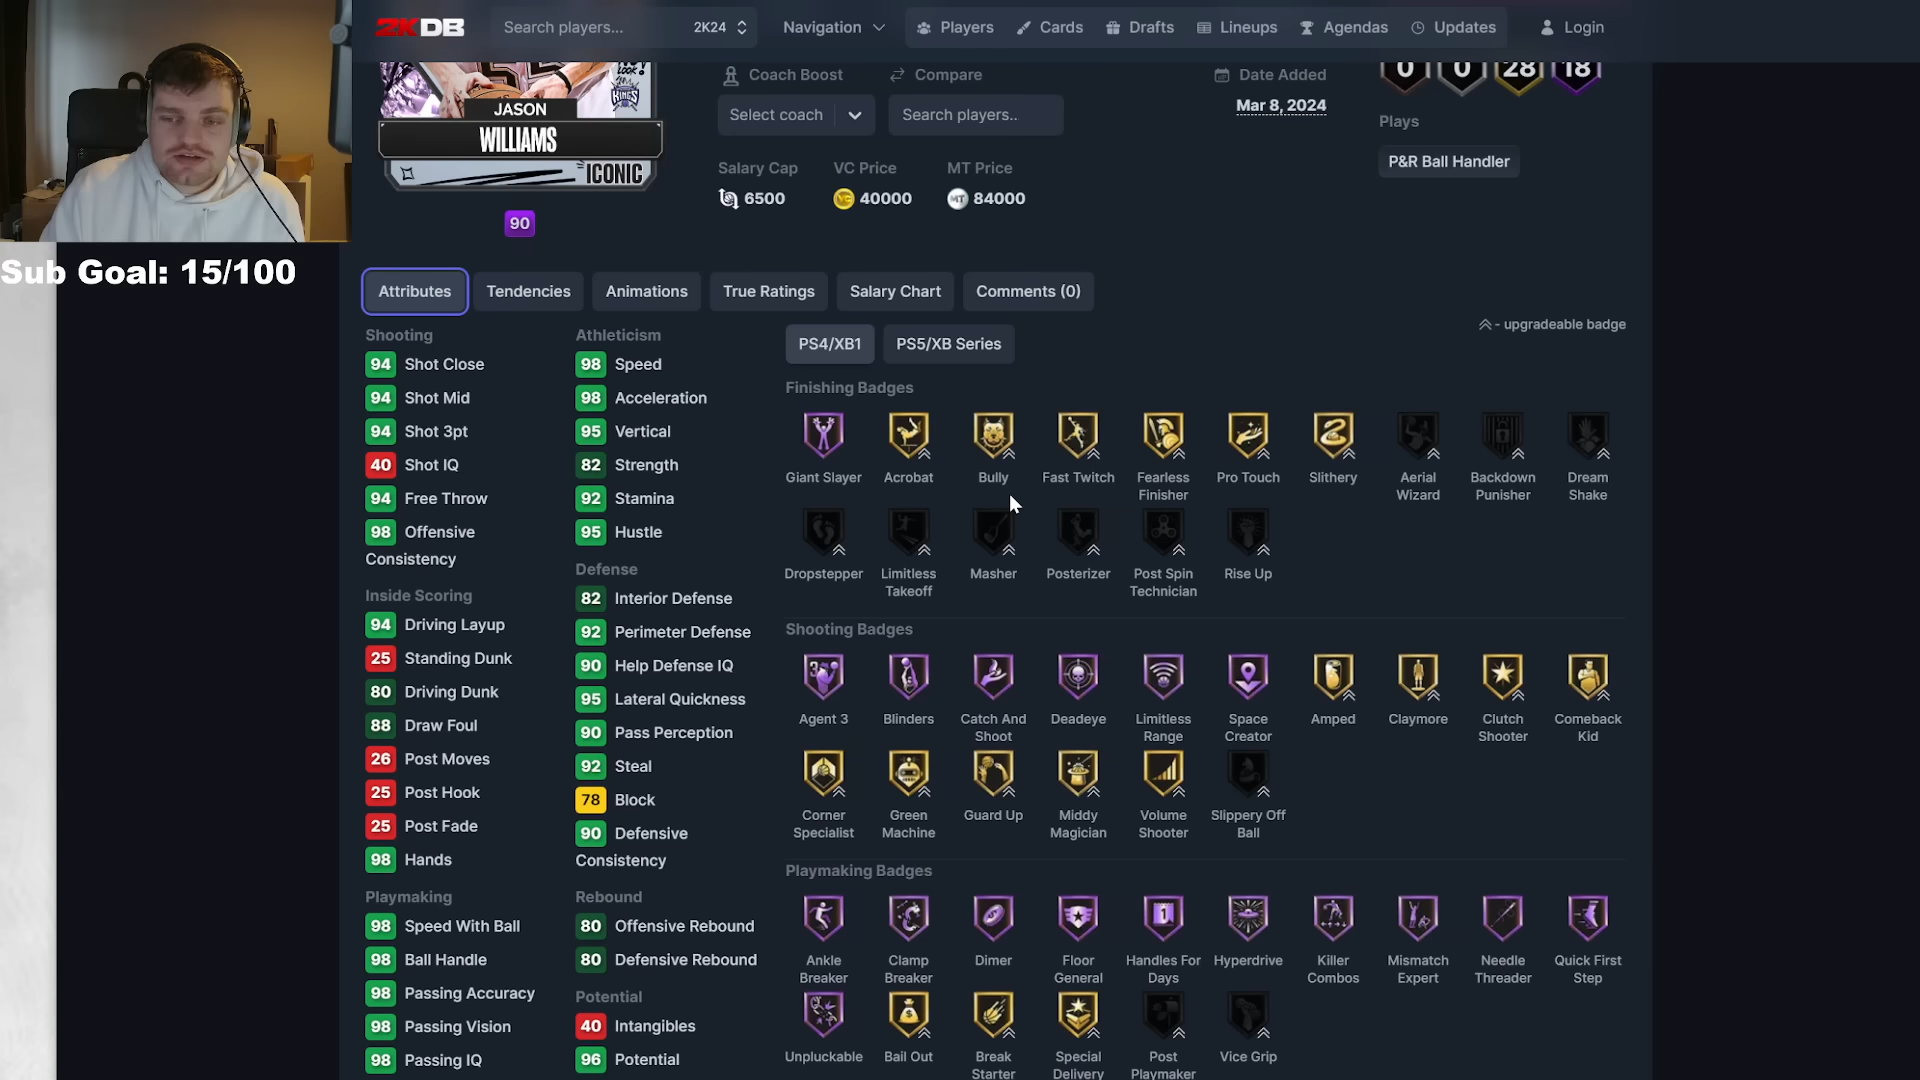 2KDB
Search players...
2K24
Navigation
Players
Cards
Drafts
Lineups
Agendas
Updates
Login
KINGS
JASON
WILLIAMS
ICONIC
90
Coach Boost
Compare
Date Added
Select coach
Search players..
Mar 8, 2024
0 0 28 18
Plays
P&R Ball Handler
Salary Cap
VC Price
MT Price
6500
VC 40000
MT 84000
Sub Goal: 15/100
Attributes
Tendencies
Animations
True Ratings
Salary Chart
Comments (0)
Shooting
94 Shot Close
94 Shot Mid
94 Shot 3pt
40 Shot IQ
94 Free Throw
98 Offensive
Consistency
Inside Scoring
94 Driving Layup
25 Standing Dunk
80 Driving Dunk
88 Draw Foul
26 Post Moves
25 Post Hook
25 Post Fade
98 Hands
Playmaking
98 Speed With Ball
98 Ball Handle
98 Passing Accuracy
98 Passing Vision
98 Passing IQ
Athleticism
98 Speed
98 Acceleration
95 Vertical
82 Strength
92 Stamina
95 Hustle
Defense
82 Interior Defense
92 Perimeter Defense
90 Help Defense IQ
95 Lateral Quickness
90 Pass Perception
92 Steal
78 Block
90 Defensive
Consistency
Rebound
80 Offensive Rebound
80 Defensive Rebound
Potential
40 Intangibles
96 Potential
- upgradeable badge
PS4/XB1
PS5/XB Series
Finishing Badges
Giant Slayer
Acrobat
Bully
Fast Twitch
Fearless
Finisher
Pro Touch
Slithery
Aerial
Wizard
Backdown
Punisher
Dream
Shake
Dropstepper
Limitless
Takeoff
Masher
Posterizer
Post Spin
Technician
Rise Up
Shooting Badges
Agent 3
Blinders
Catch And
Shoot
Deadeye
Limitless
Range
Space
Creator
Amped
Claymore
Clutch
Shooter
Comeback
Kid
Corner
Specialist
Green
Machine
Guard Up
Middy
Magician
Volume
Shooter
Slippery Off
Ball
Playmaking Badges
Ankle
Breaker
Clamp
Breaker
Dimer
Floor
General
Handles For
Days
Hyperdrive
Killer
Combos
Mismatch
Expert
Needle
Threader
Quick First
Step
Unpluckable
Bail Out
Break
Starter
Special
Delivery
Post
Playmaker
Vice Grip